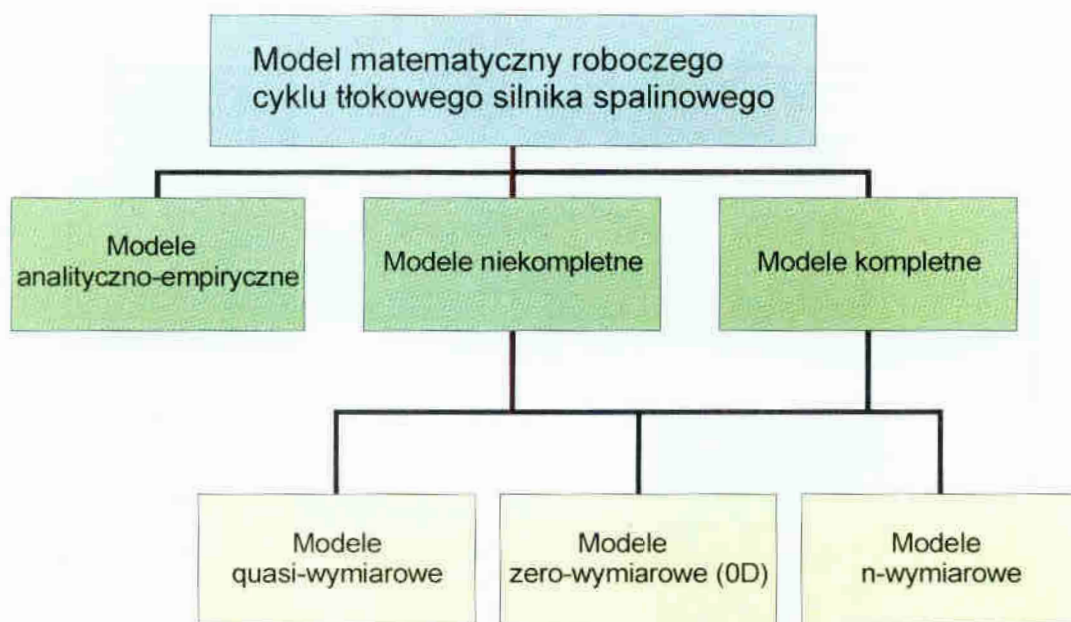 Model matematyczny roboczego
cyklu tłokowego silnika spalinowego
Modele
analityczno-empiryczne
Modele niekompletne
Modele kompletne
Modele
quasi-wymiarowe
Modele
zero-wymiarowe (0D)
Modele
n-wymiarowe